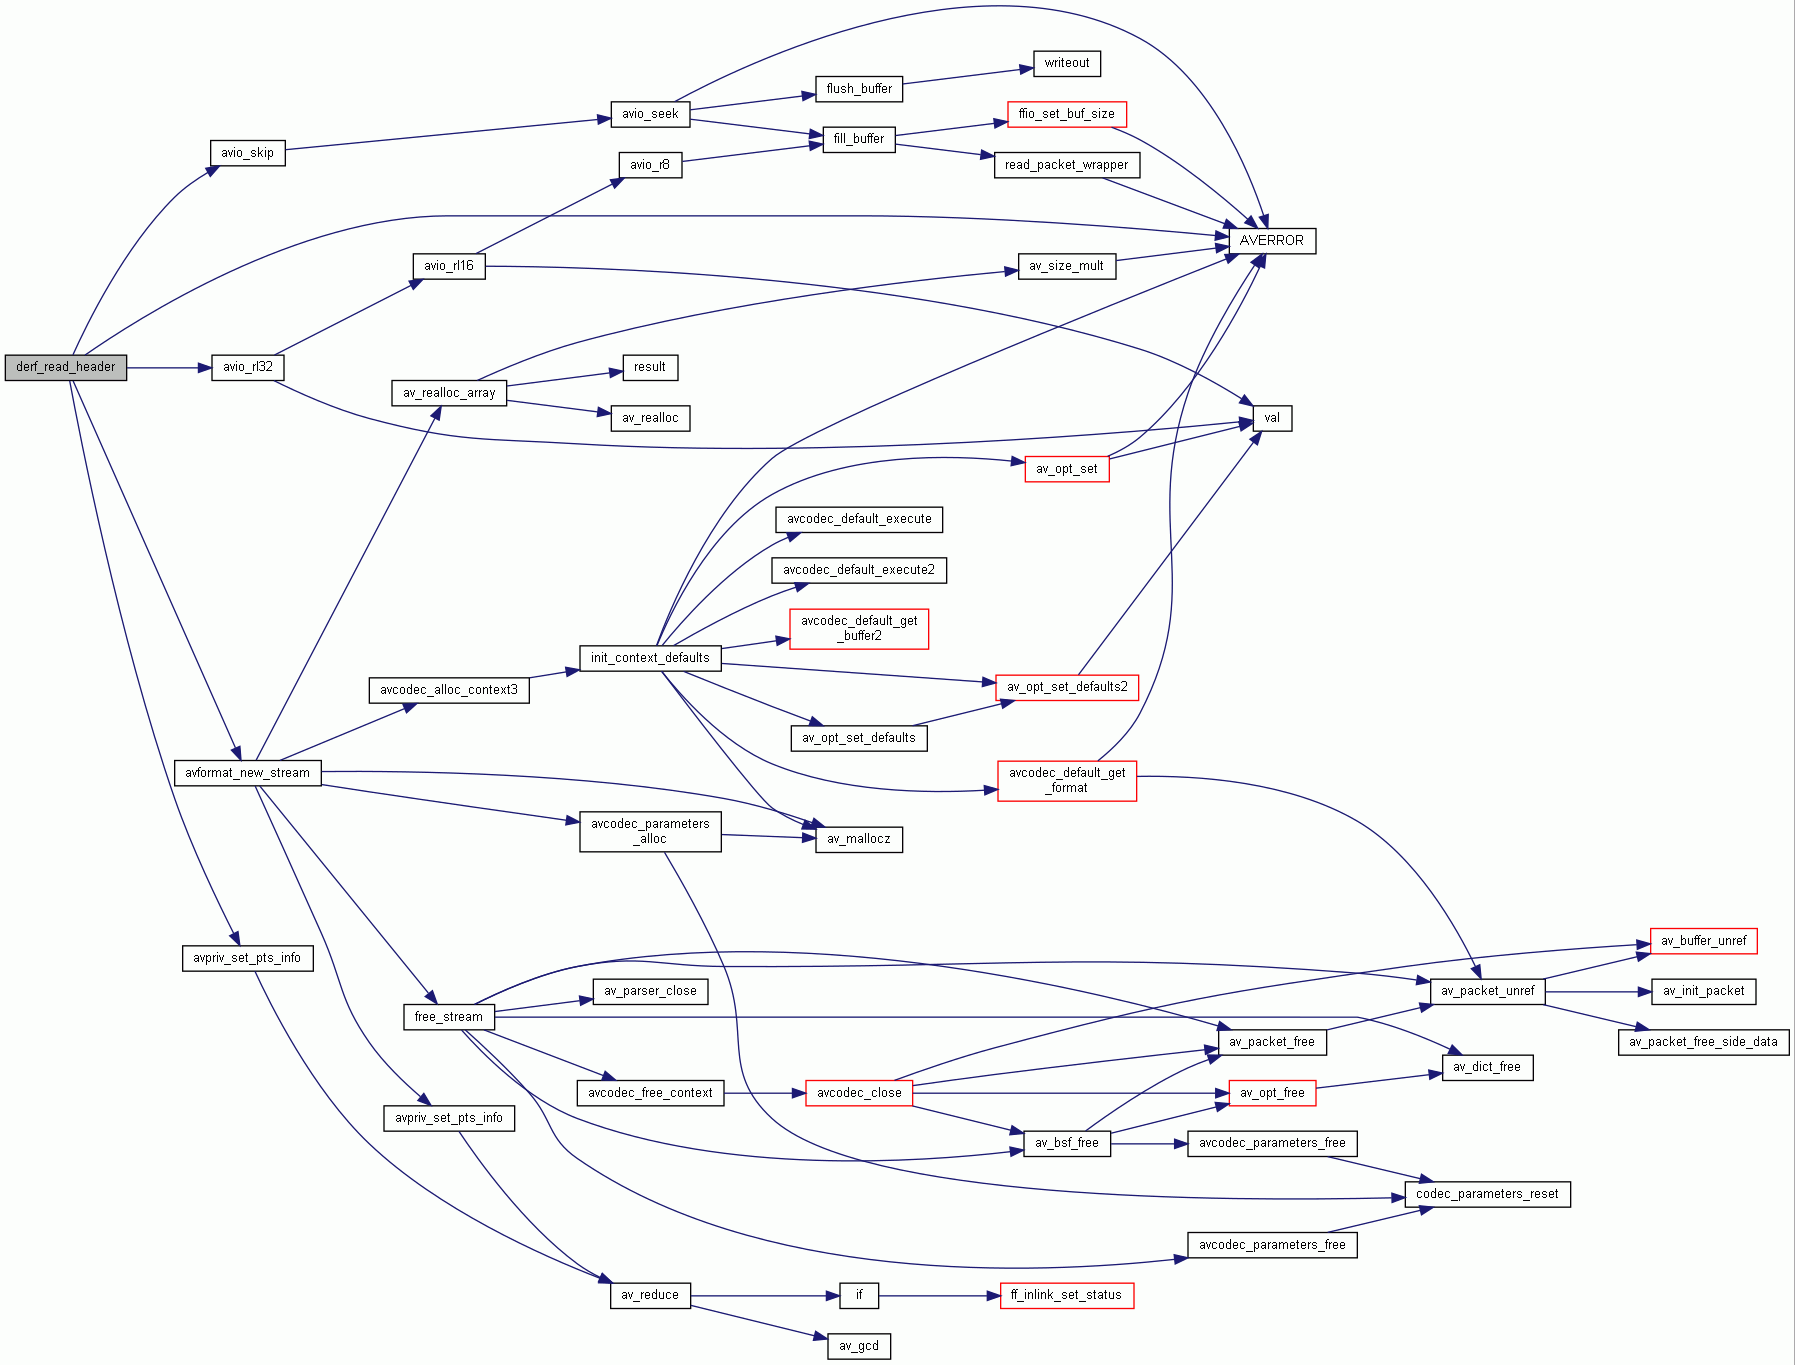 writeout
flush_buffer
avio_seek
ffio_set_buf_size
fill_buffer
avio_skip
avio_r8
read_packet_wrapper
AVERROR
avio_rl16
av_size_mult
derf_read_header
avio_rl32
result
av_realloc_array
av_realloc
val
av_opt_set
avcodec_default_execute
avcodec_default_execute2
avcodec_default_get
_buffer2
init_context_defaults
avcodec_alloc_context3
av_opt_set_defaults2
av_opt_set_defaults
avformat_new_stream
avcodec_default_get
_format
avcodec_parameters
_alloc
av_mallocz
av_buffer_unref
avpriv_set_pts_info
av_parser_close
av_packet_unref
av_init_packet
free_stream
av_packet_free
av_packet_free_side_data
av_dict_free
avcodec_free_context
avcodec_close
av_opt_free
avpriv_set_pts_info
av_bsf_free
avcodec_parameters_free
codec_parameters_reset
avcodec_parameters_free
av_reduce
if
ff_inlink_set_status
av_gcd